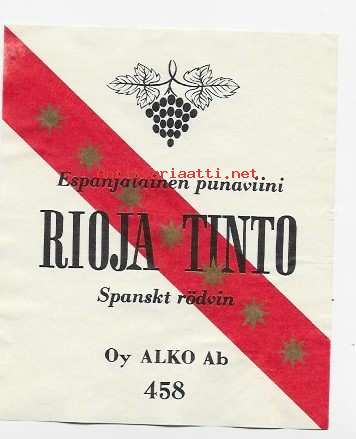 Espanjalainen punaviini
RIOJA TINTO
Spanskt rödvin
Oy ALKO Ab
458